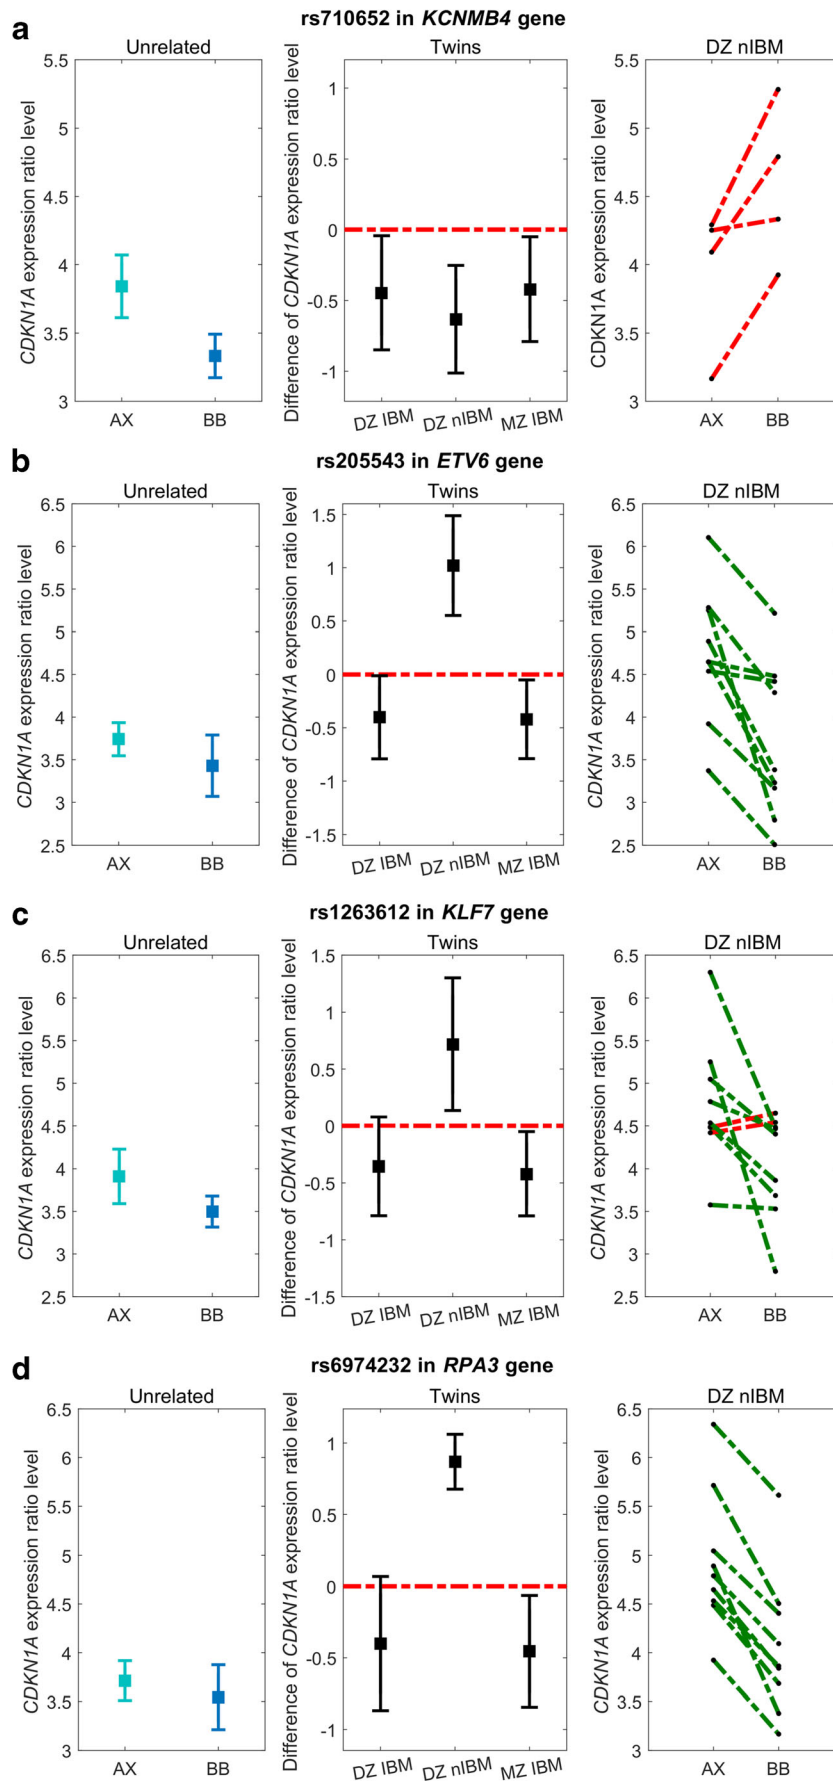 a
rs710652 in KCNMB4 gene
Unrelated
CDKN1A expression ratio level
5.5
5
4.5
4
3.5
3
AX BB
Twins
Difference of CDKN1A expression ratio level
1
0.5
0
-0.5
-1
DZ IBM DZ nIBM MZ IBM
DZ nIBM
CDKN1A expression ratio level
5.5
5
4.5
4
3.5
3
AX BB
b
rs205543 in ETV6 gene
Unrelated
CDKN1A expression ratio level
6.5
6
5.5
5
4.5
4
3.5
3
2.5
AX BB
Twins
Difference of CDKN1A expression ratio level
1.5
1
0.5
0
-0.5
-1
-1.5
DZ IBM DZ nIBM MZ IBM
DZ nIBM
CDKN1A expression ratio level
6.5
6
5.5
5
4.5
4
3.5
3
2.5
AX BB
c
rs1263612 in KLF7 gene
Unrelated
CDKN1A expression ratio level
6.5
6
5.5
5
4.5
4
3.5
3
2.5
AX BB
Twins
Difference of CDKN1A expression ratio level
1.5
1
0.5
0
-0.5
-1
-1.5
DZ IBM DZ nIBM MZ IBM
DZ nIBM
CDKN1A expression ratio level
6.5
6
5.5
5
4.5
4
3.5
3
2.5
AX BB
d
rs6974232 in RPA3 gene
Unrelated
CDKN1A expression ratio level
6.5
6
5.5
5
4.5
4
3.5
3
AX BB
Twins
Difference of CDKN1A expression ratio level
1
0.5
0
-0.5
-1
DZ IBM DZ nIBM MZ IBM
DZ nIBM
CDKN1A expression ratio level
6.5
6
5.5
5
4.5
4
3.5
3
AX BB